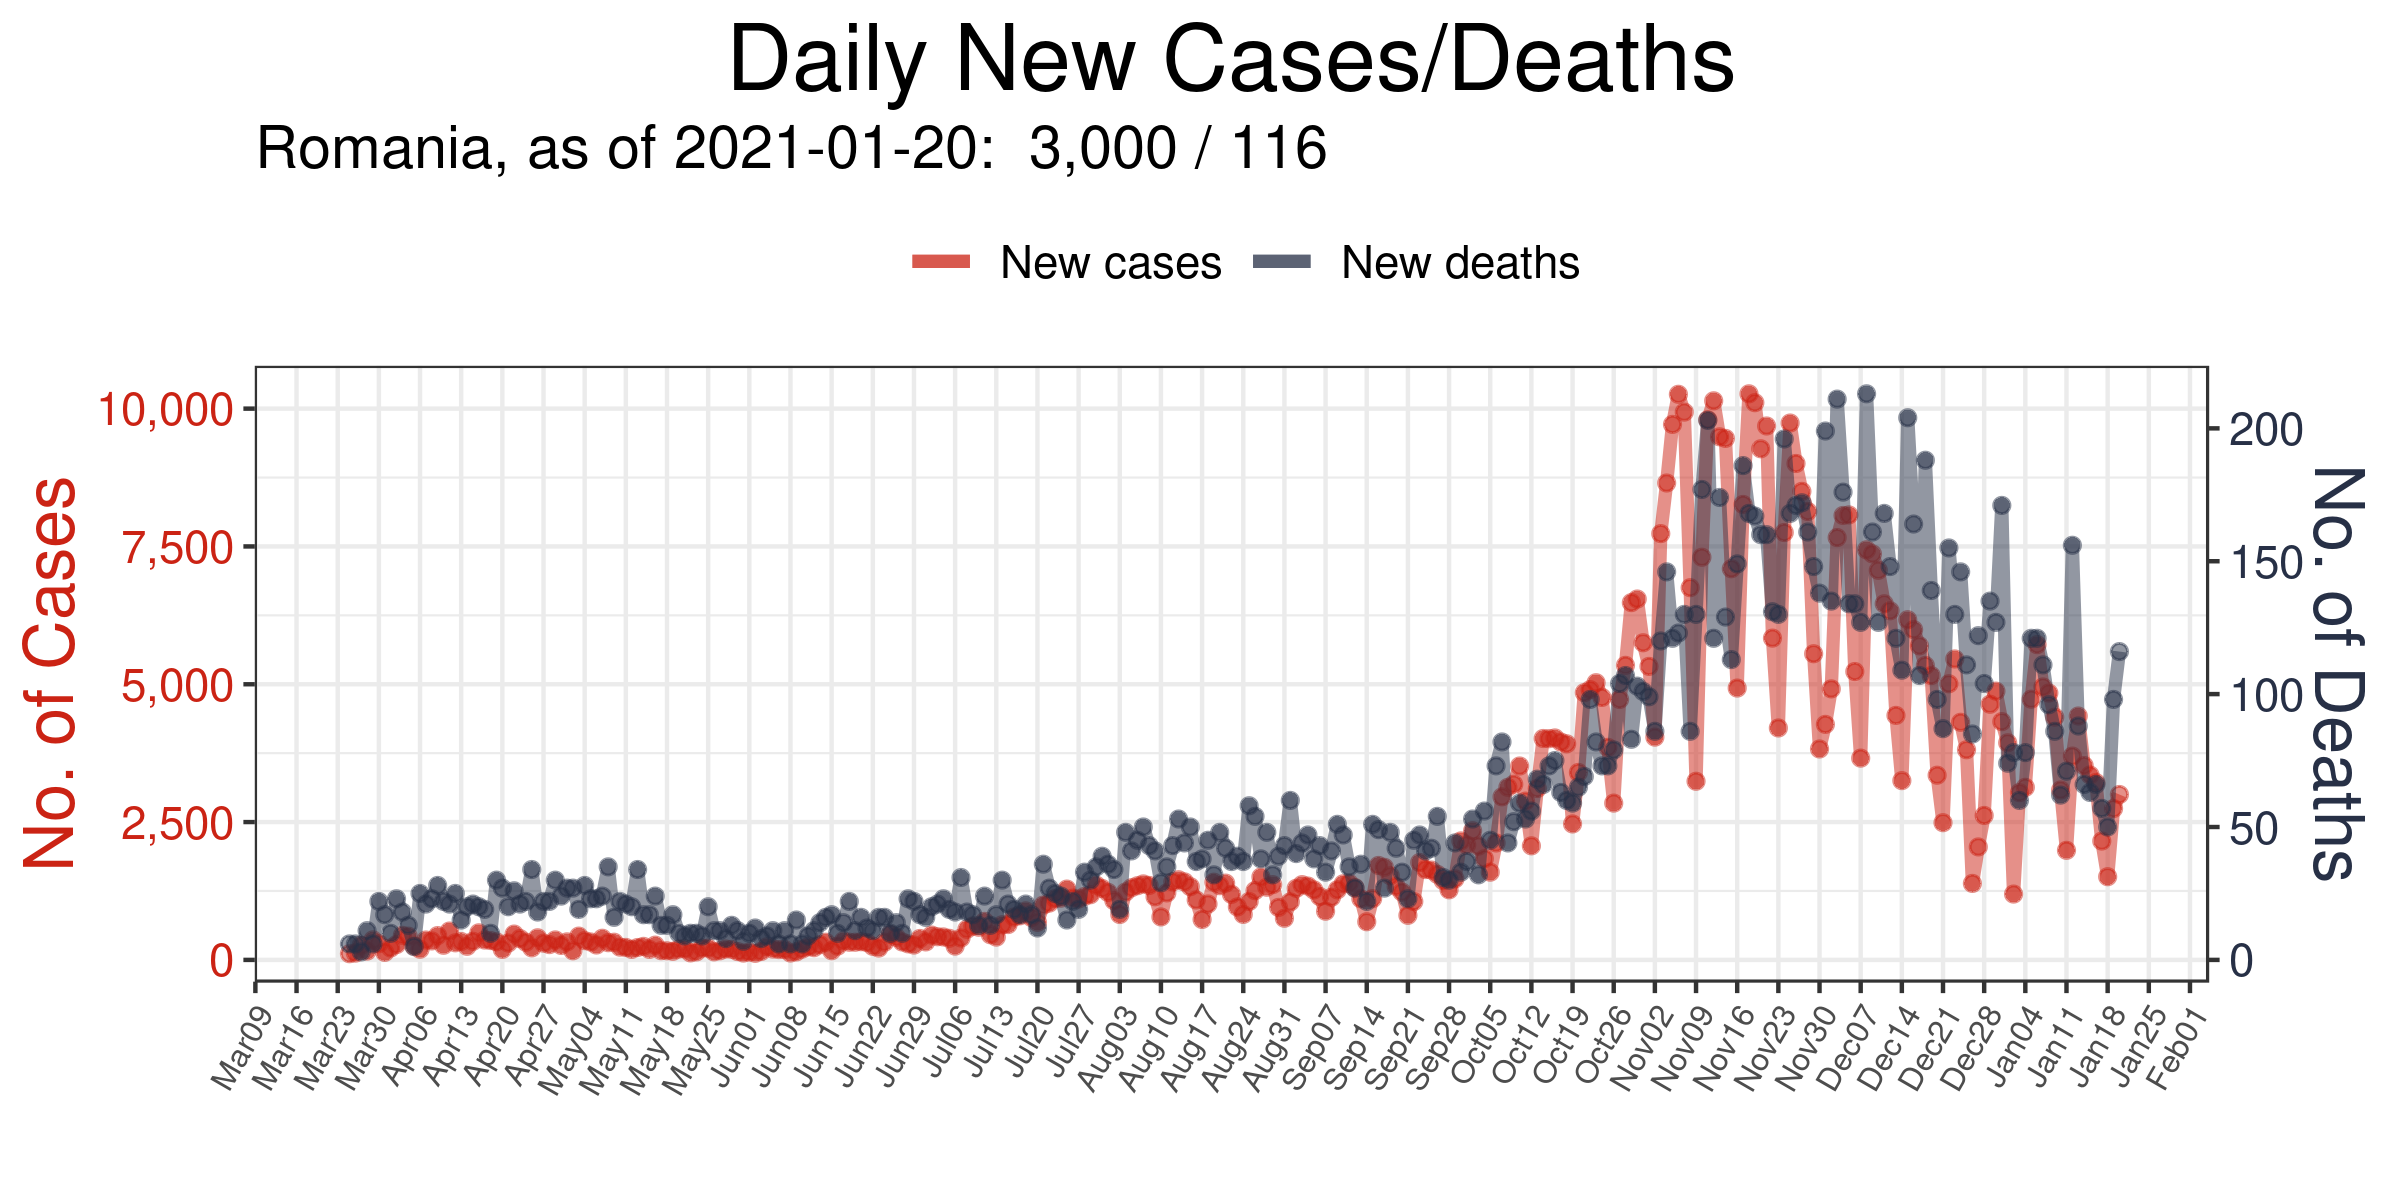 Daily New Cases/Deaths
Romania, as of 2021-01-20:  3,000 / 116
New cases New deaths
No. of Cases
10,000
7,500
5,000
2,500
0
200
150
100
50
0
No. of Deaths
Mar09 Mar16 Mar23 Mar30 Apr06 Apr13 Apr20 Apr27 May04 May11 May18 May25 Jun01 Jun08 Jun15 Jun22 Jun29 Jul06 Jul13 Jul20 Jul27 Aug03 Aug10 Aug17 Aug24 Aug31 Sep07 Sep14 Sep21 Sep28 Oct05 Oct12 Oct19 Oct26 Nov02 Nov09 Nov16 Nov23 Nov30 Dec07 Dec14 Dec21 Dec28 Jan04 Jan11 Jan18 Jan25 Feb01